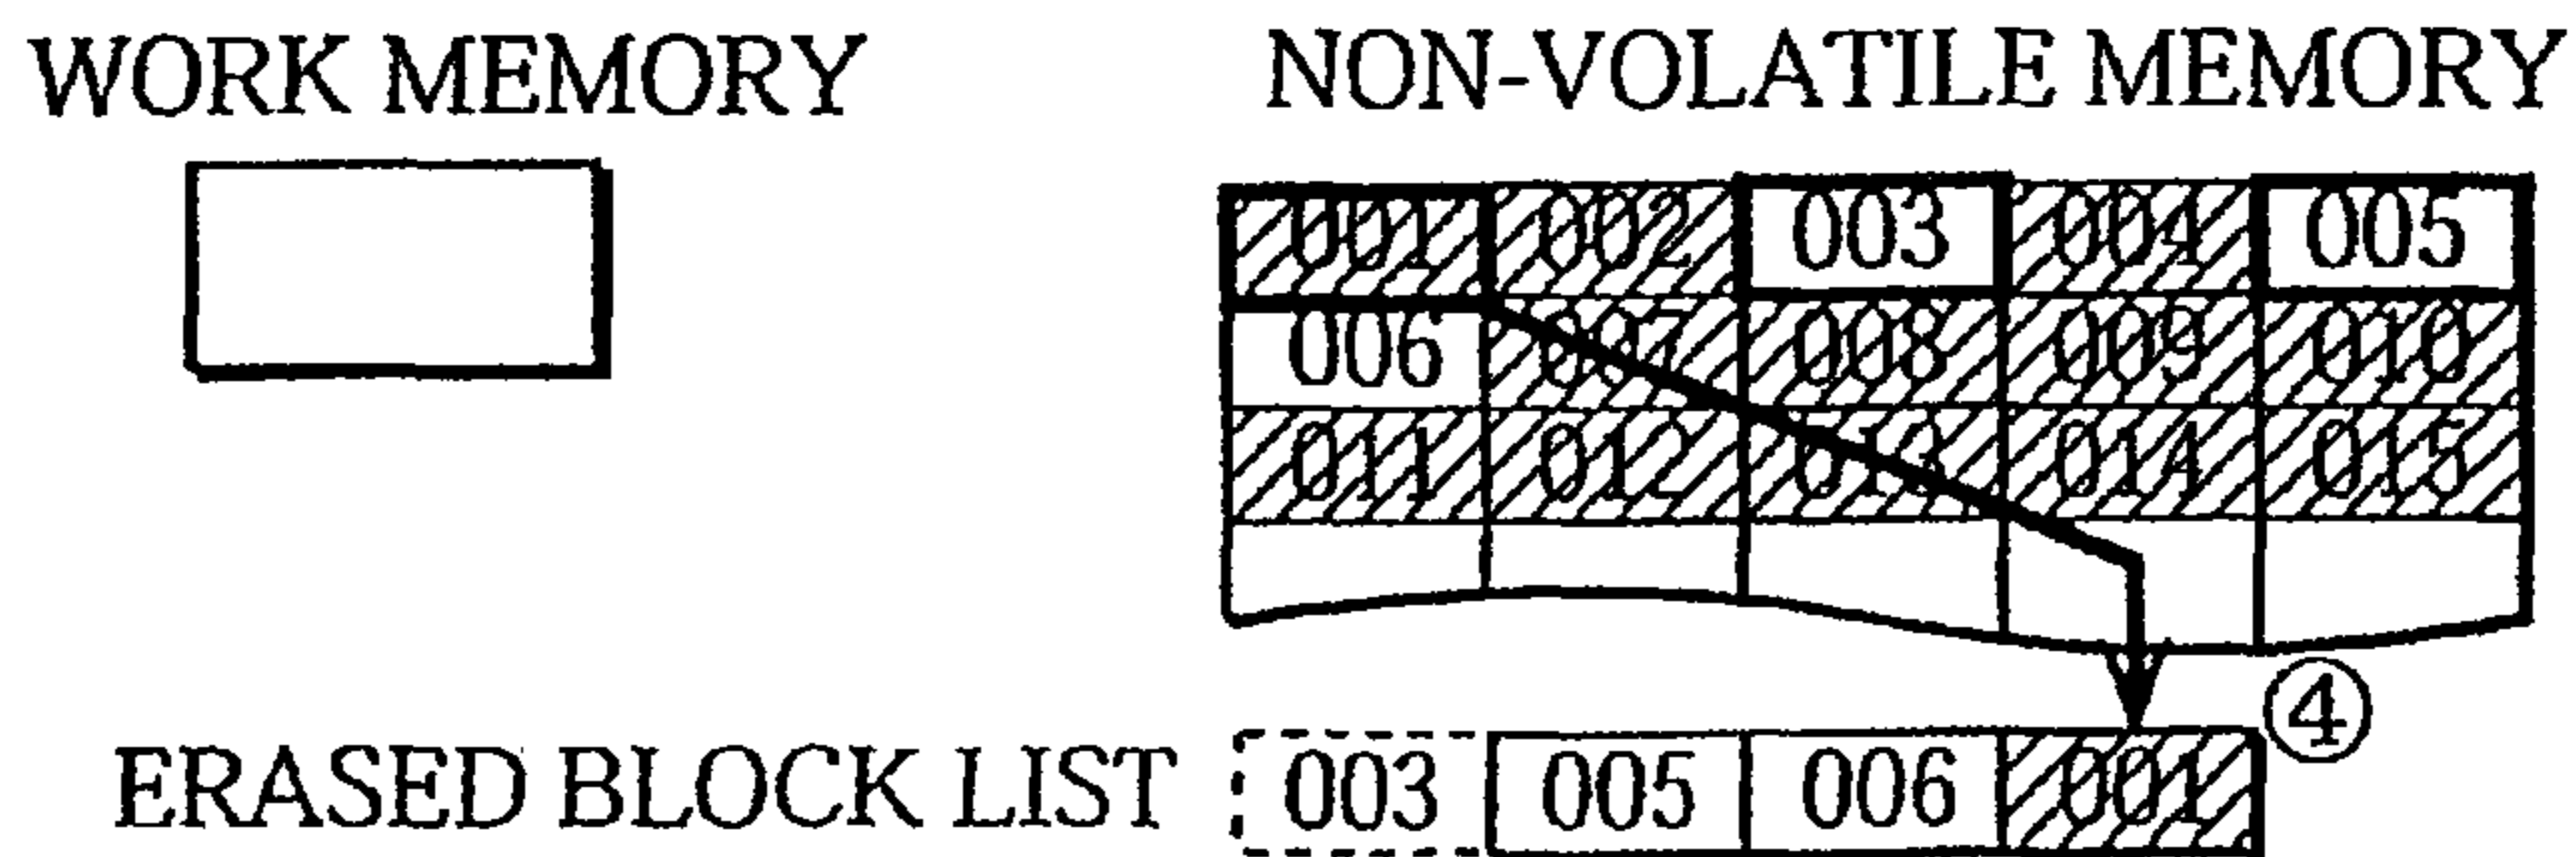 WORK MEMORY NON-VOLATILE MEMORY
001 002 003 004 005
006 007 008 009 010
011 012 013 014 015
④
ERASED BLOCK LIST 003 005 006 001